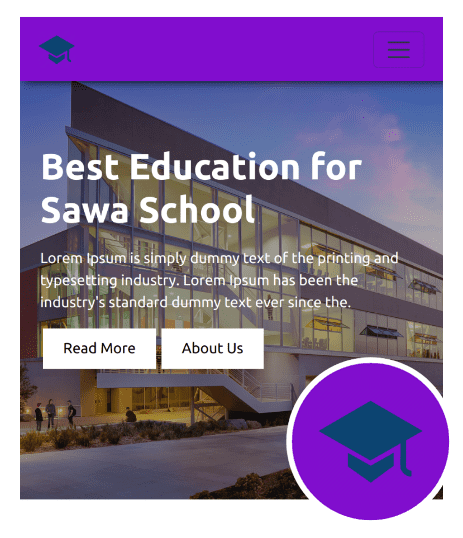 Best Education for
Sawa School
Lorem Ipsum is simply dummy text of the printing and
typesetting industry. Lorem Ipsum has been the
industry's standard dummy text ever since the.
Read More About Us